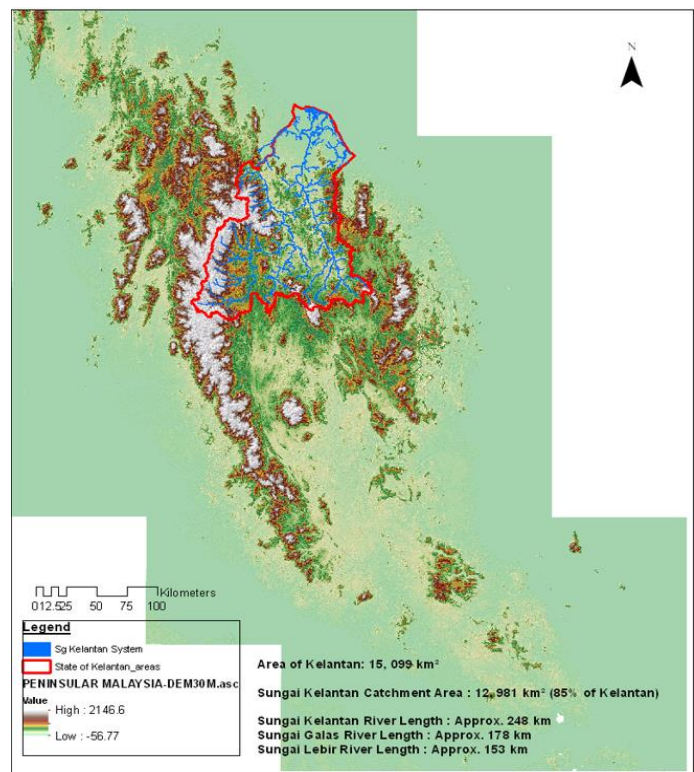 N
Kilometers
0 12.5 25 50 75 100
Legend
Sg Kelantan System
State of Kelantan_areas
PENINSULAR MALAYSIA-DEM30M.asc
Value
High : 2146.6
Low : -56.77
Area of Kelantan: 15, 099 km²
Sungai Kelantan Catchment Area : 12, 981 km² (85% of Kelantan)
Sungai Kelantan River Length : Approx. 248 km
Sungai Galas River Length : Approx. 178 km
Sungai Lebir River Length : Approx. 153 km